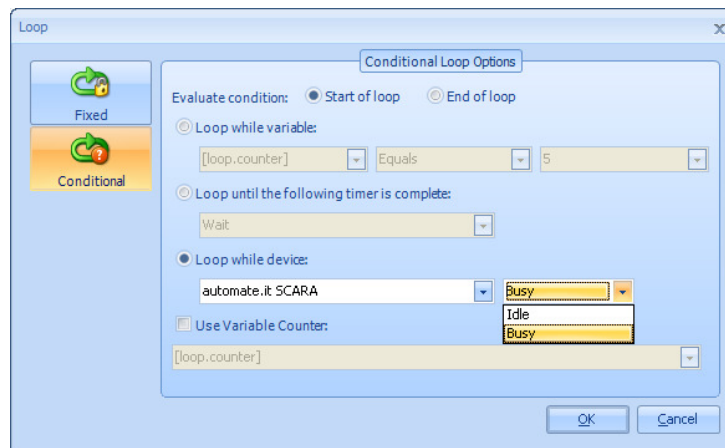 Loop
x
Fixed
Conditional
Conditional Loop Options
Evaluate condition: Start of loop End of loop
Loop while variable:
[loop.counter] Equals 5
Loop until the following timer is complete:
Wait
Loop while device:
automate.it SCARA Busy
Idle
Busy
Use Variable Counter:
[loop.counter]
OK Cancel